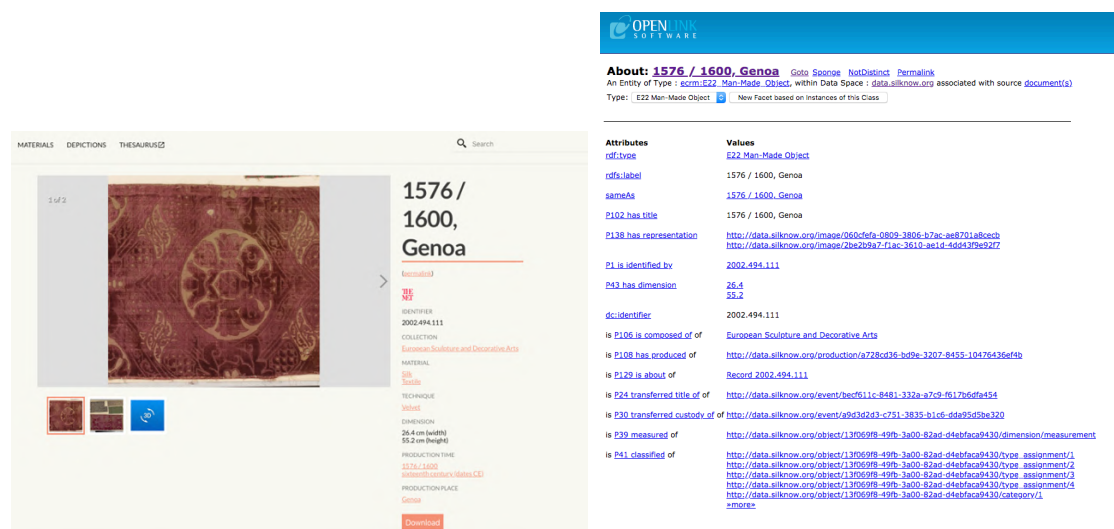 MATERIALS DEPICTIONS THESAURUS
Search
1 of 2
1576 /
1600,
Genoa
(permalink)
THE
MET
IDENTIFIER
2002.494.111
COLLECTION
European Sculpture and Decorative Arts
MATERIAL
Silk
Textile
TECHNIQUE
Velvet
DIMENSION
26.4 cm (width)
55.2 cm (height)
PRODUCTION TIME
1576 / 1600
sixteenth century (dates CE)
PRODUCTION PLACE
Genoa
Download
3D
OPENLINK
SOFTWARE
About: 1576 / 1600, Genoa Goto Sponge NotDistinct Permalink
An Entity of Type : ecrm:E22_Man-Made_Object, within Data Space : data.silknow.org associated with source document(s)
Type: E22 Man-Made Object New Facet based on Instances of this Class
Attributes Values
rdf:type E22 Man-Made Object
rdfs:label 1576 / 1600, Genoa
sameAs 1576 / 1600, Genoa
P102 has title 1576 / 1600, Genoa
P138 has representation http://data.silknow.org/image/060cfefa-0809-3806-b7ac-ae8701a8cecb
http://data.silknow.org/image/2be2b9a7-f1ac-3610-ae1d-4dd43f9e92f7
P1 is identified by 2002.494.111
P43 has dimension 26.4
55.2
dc:identifier 2002.494.111
is P106 is composed of of European Sculpture and Decorative Arts
is P108 has produced of http://data.silknow.org/production/a728cd36-bd9e-3207-8455-10476436ef4b
is P129 is about of Record 2002.494.111
is P24 transferred title of of http://data.silknow.org/event/becf611c-8481-332a-a7c9-f617b6dfa454
is P30 transferred custody of of http://data.silknow.org/event/a9d3d2d3-c751-3835-b1c6-dda95d5be320
is P39 measured of http://data.silknow.org/object/13f069f8-49fb-3a00-82ad-d4ebfaca9430/dimension/measurement
is P41 classified of http://data.silknow.org/object/13f069f8-49fb-3a00-82ad-d4ebfaca9430/type_assignment/1
http://data.silknow.org/object/13f069f8-49fb-3a00-82ad-d4ebfaca9430/type_assignment/2
http://data.silknow.org/object/13f069f8-49fb-3a00-82ad-d4ebfaca9430/type_assignment/3
http://data.silknow.org/object/13f069f8-49fb-3a00-82ad-d4ebfaca9430/type_assignment/4
http://data.silknow.org/object/13f069f8-49fb-3a00-82ad-d4ebfaca9430/category/1
»more»